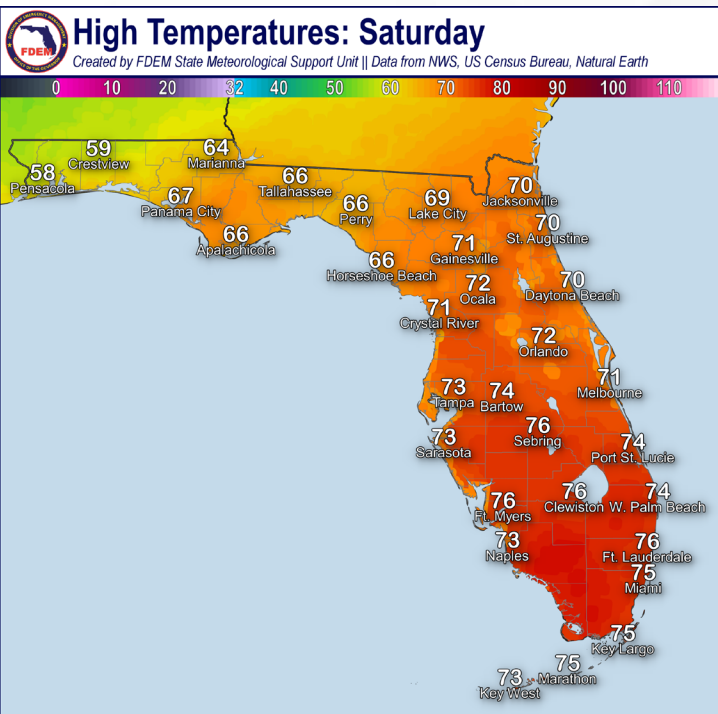 High Temperatures: Saturday
Created by FDEM State Meteorological Support Unit || Data from NWS, US Census Bureau, Natural Earth
FDEM
0 10 20 32 40 50 60 70 80 90 100 110
59
Crestview
64
Marianna
58
Pensacola
66
Tallahassee
67
Panama City
66
Perry
69
Lake City
70
Jacksonville
66
Apalachicola
70
St. Augustine
71
Gainesville
66
Horseshoe Beach
72
Ocala
70
Daytona Beach
71
Crystal River
72
Orlando
71
Melbourne
73
Tampa
74
Bartow
76
Sebring
73
Sarasota
74
Port St. Lucie
76
Ft. Myers
76
Clewiston
74
W. Palm Beach
73
Naples
76
Ft. Lauderdale
75
Miami
75
Key Largo
75
Marathon
73
Key West